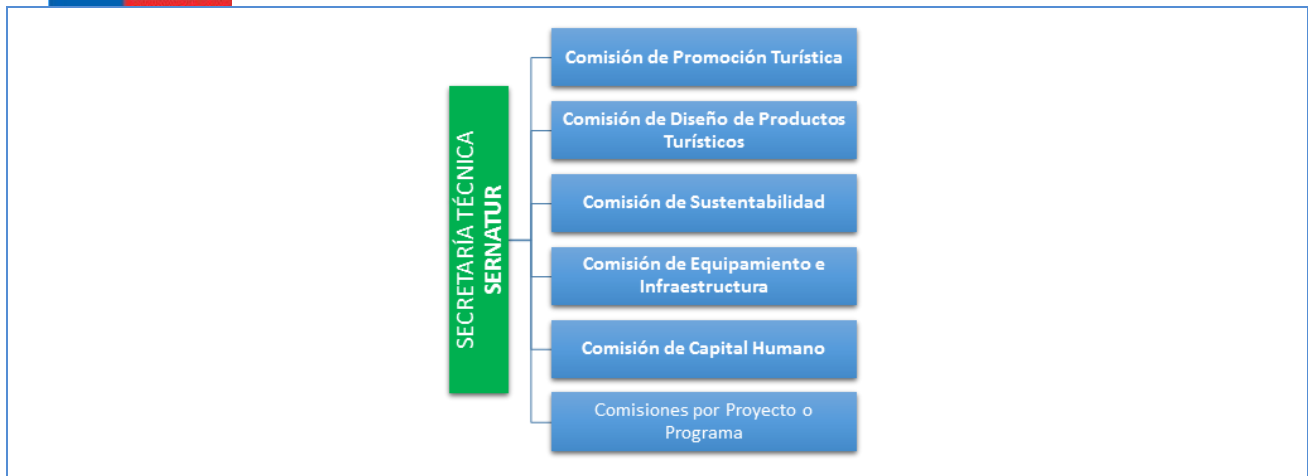 SECRETARÍA TÉCNICA
SERNATUR
Comisión de Promoción Turística
Comisión de Diseño de Productos
Turísticos
Comisión de Sustentabilidad
Comisión de Equipamiento e
Infraestructura
Comisión de Capital Humano
Comisiones por Proyecto o
Programa